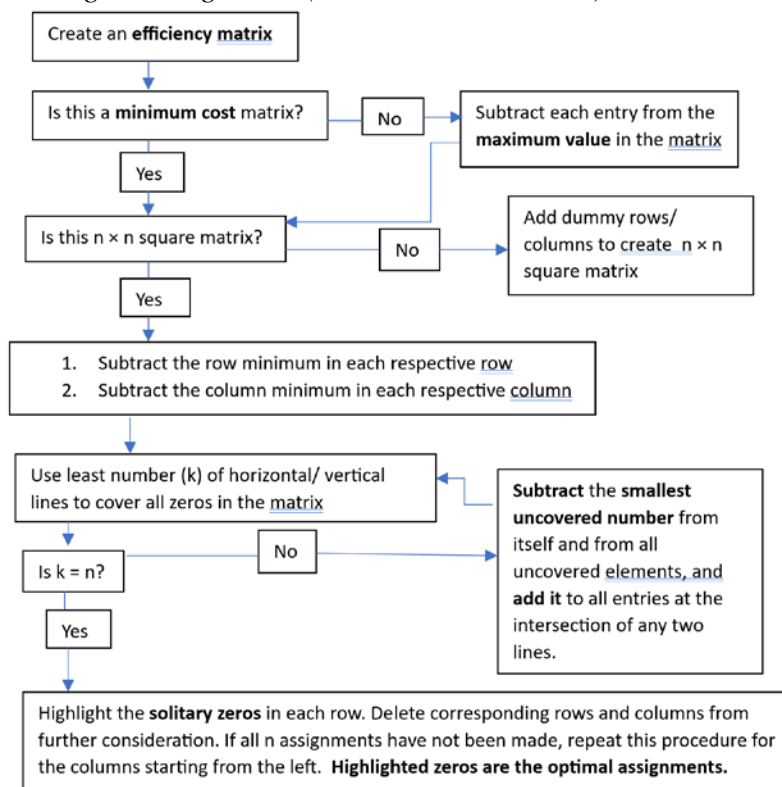 Create an efficiency matrix
Is this a minimum cost matrix?
No
Subtract each entry from the
maximum value in the matrix
Yes
Is this n × n square matrix?
No
Add dummy rows/
columns to create n × n
square matrix
Yes
1. Subtract the row minimum in each respective row
2. Subtract the column minimum in each respective column
Use least number (k) of horizontal/ vertical
lines to cover all zeros in the matrix
Subtract the smallest
uncovered number from
itself and from all
uncovered elements, and
add it to all entries at the
intersection of any two
lines.
No
Is k = n?
Yes
Highlight the solitary zeros in each row. Delete corresponding rows and columns from
further consideration. If all n assignments have not been made, repeat this procedure for
the columns starting from the left. Highlighted zeros are the optimal assignments.